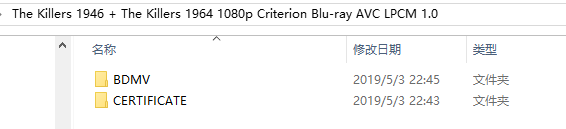 The Killers 1946 + The Killers 1964 1080p Criterion Blu-ray AVC LPCM 1.0
名称 修改日期 类型
BDMV 2019/5/3 22:45 文件夹
CERTIFICATE 2019/5/3 22:43 文件夹